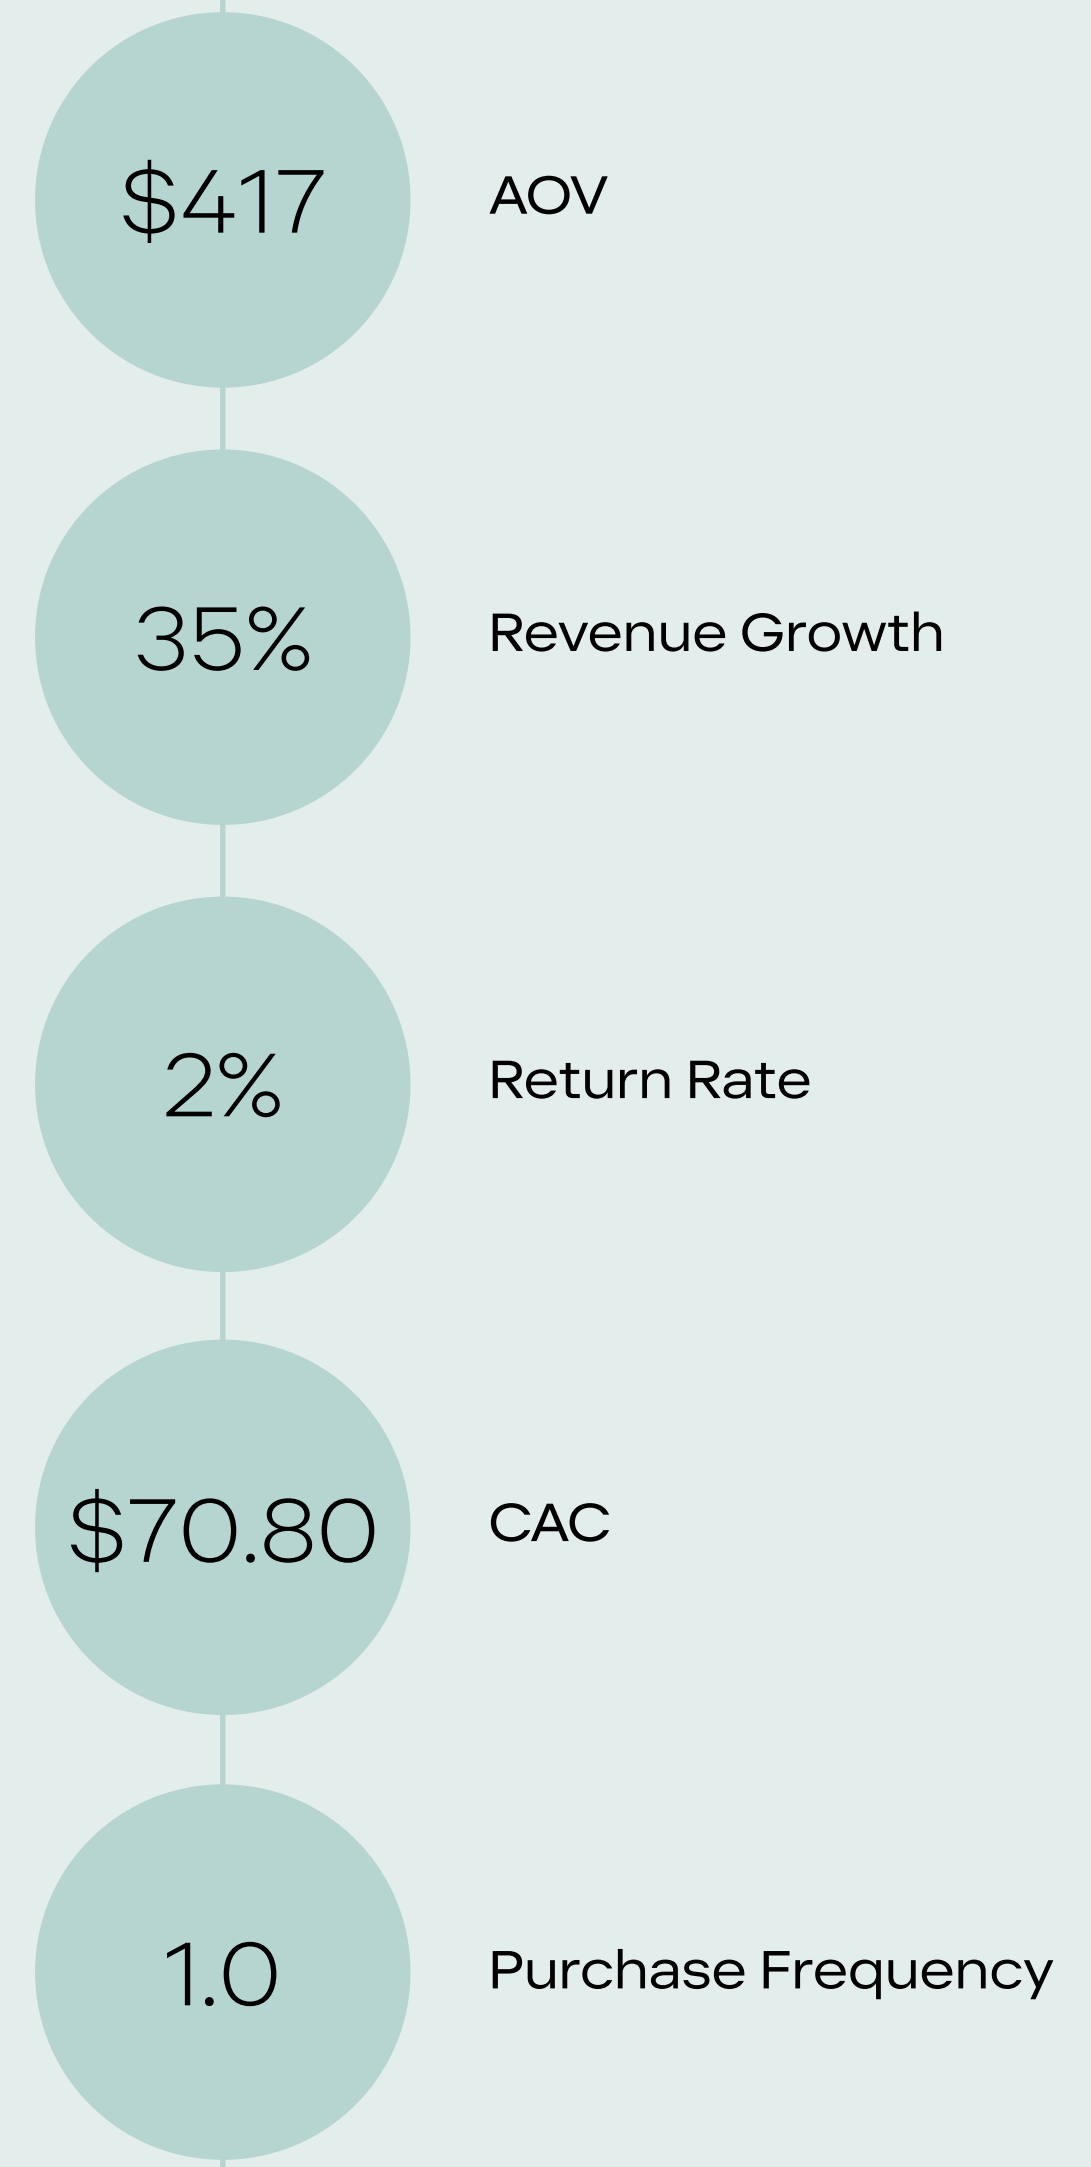 $417 AOV
35% Revenue Growth
2% Return Rate
$70.80 CAC
1.0 Purchase Frequency